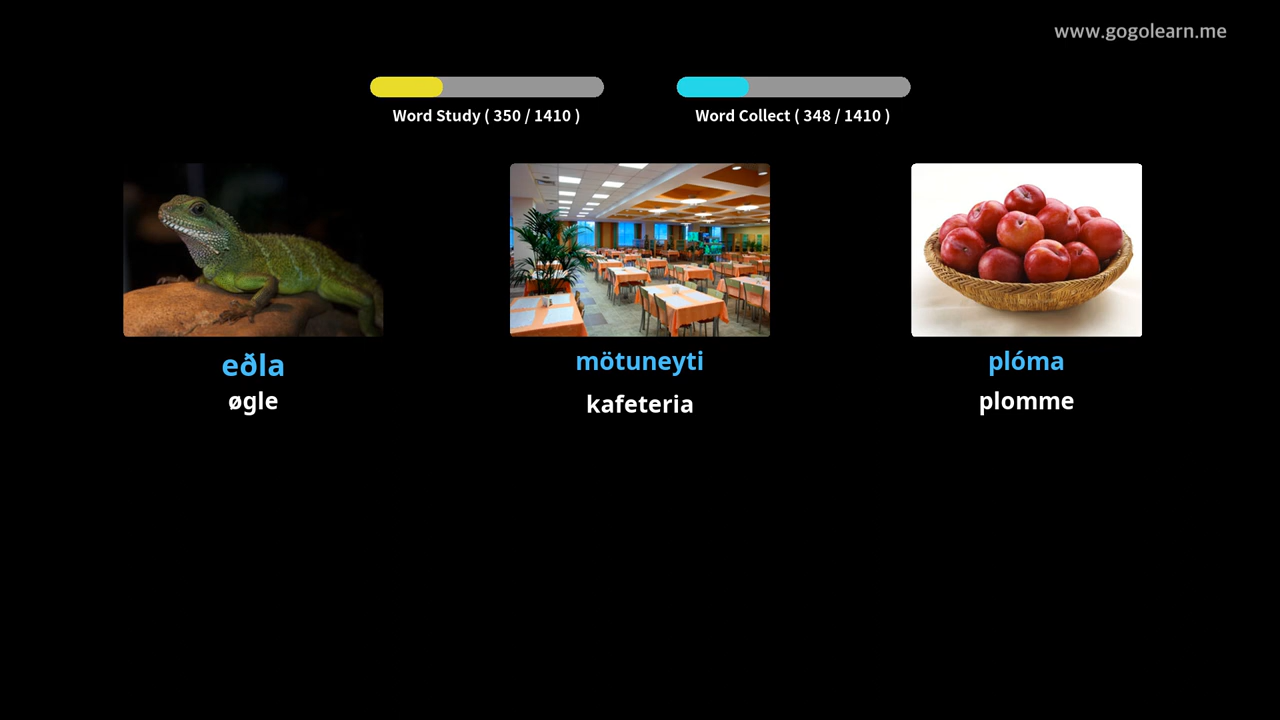 www.gogolearn.me
Word Study ( 350 / 1410 )
Word Collect ( 348 / 1410 )
eðla
øgle
mötuneyti
kafeteria
plóma
plomme